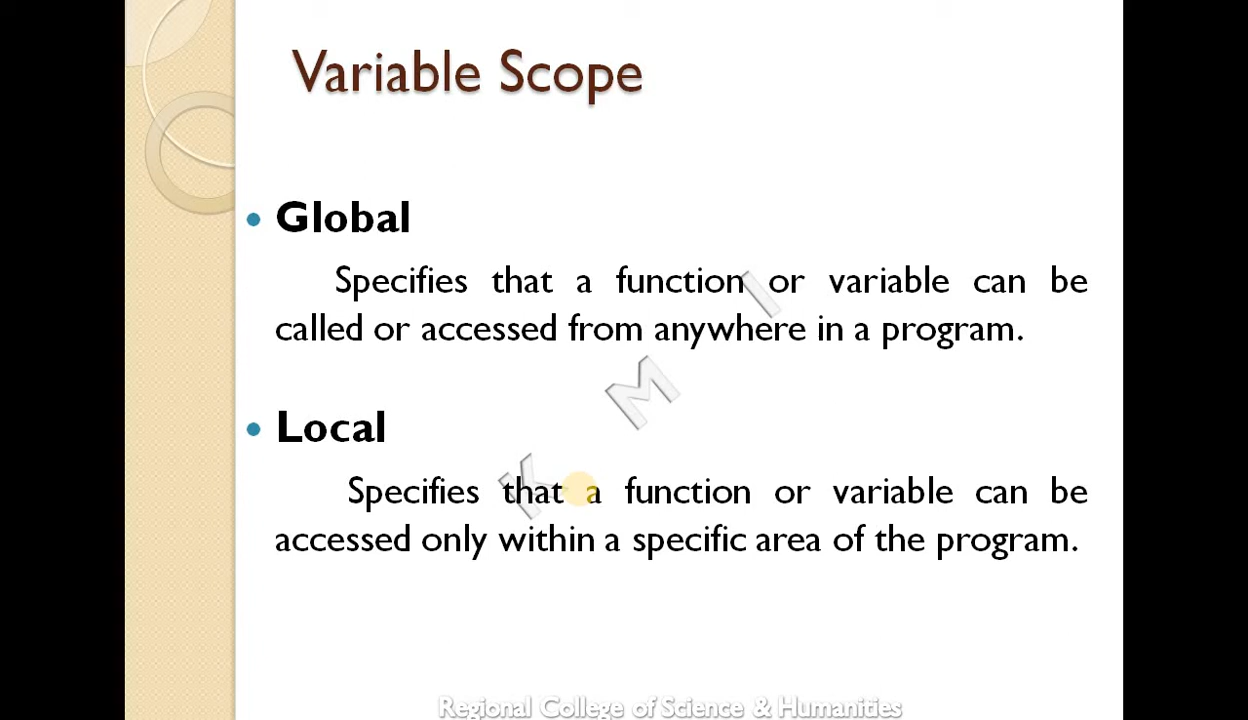 Variable Scope
• Global
Specifies that a function or variable can be
called or accessed from anywhere in a program.
• Local
Specifies that a function or variable can be
accessed only within a specific area of the program.
K M I
Regional College of Science & Humanities